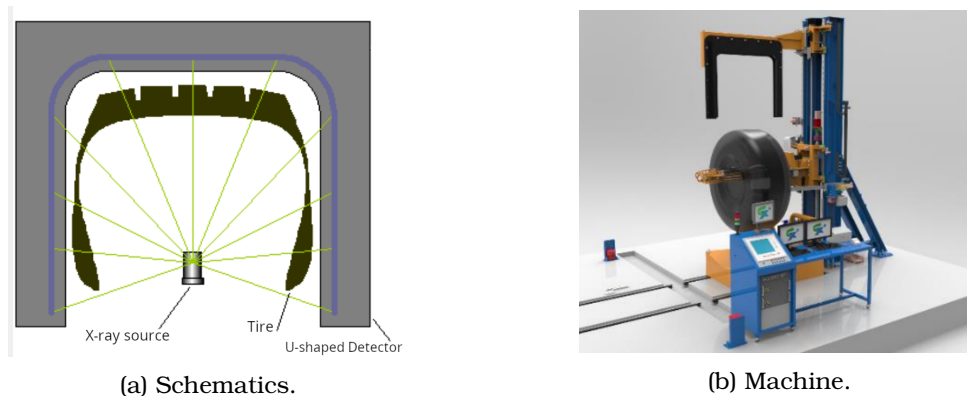 X-ray source
Tire
U-shaped Detector
(a) Schematics.
(b) Machine.